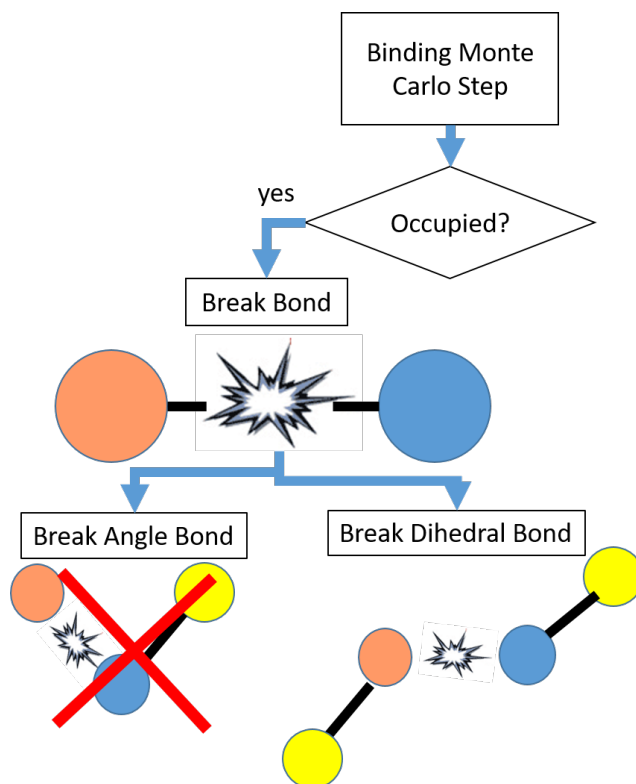 Binding Monte
Carlo Step
yes
Occupied?
Break Bond
Break Angle Bond
Break Dihedral Bond